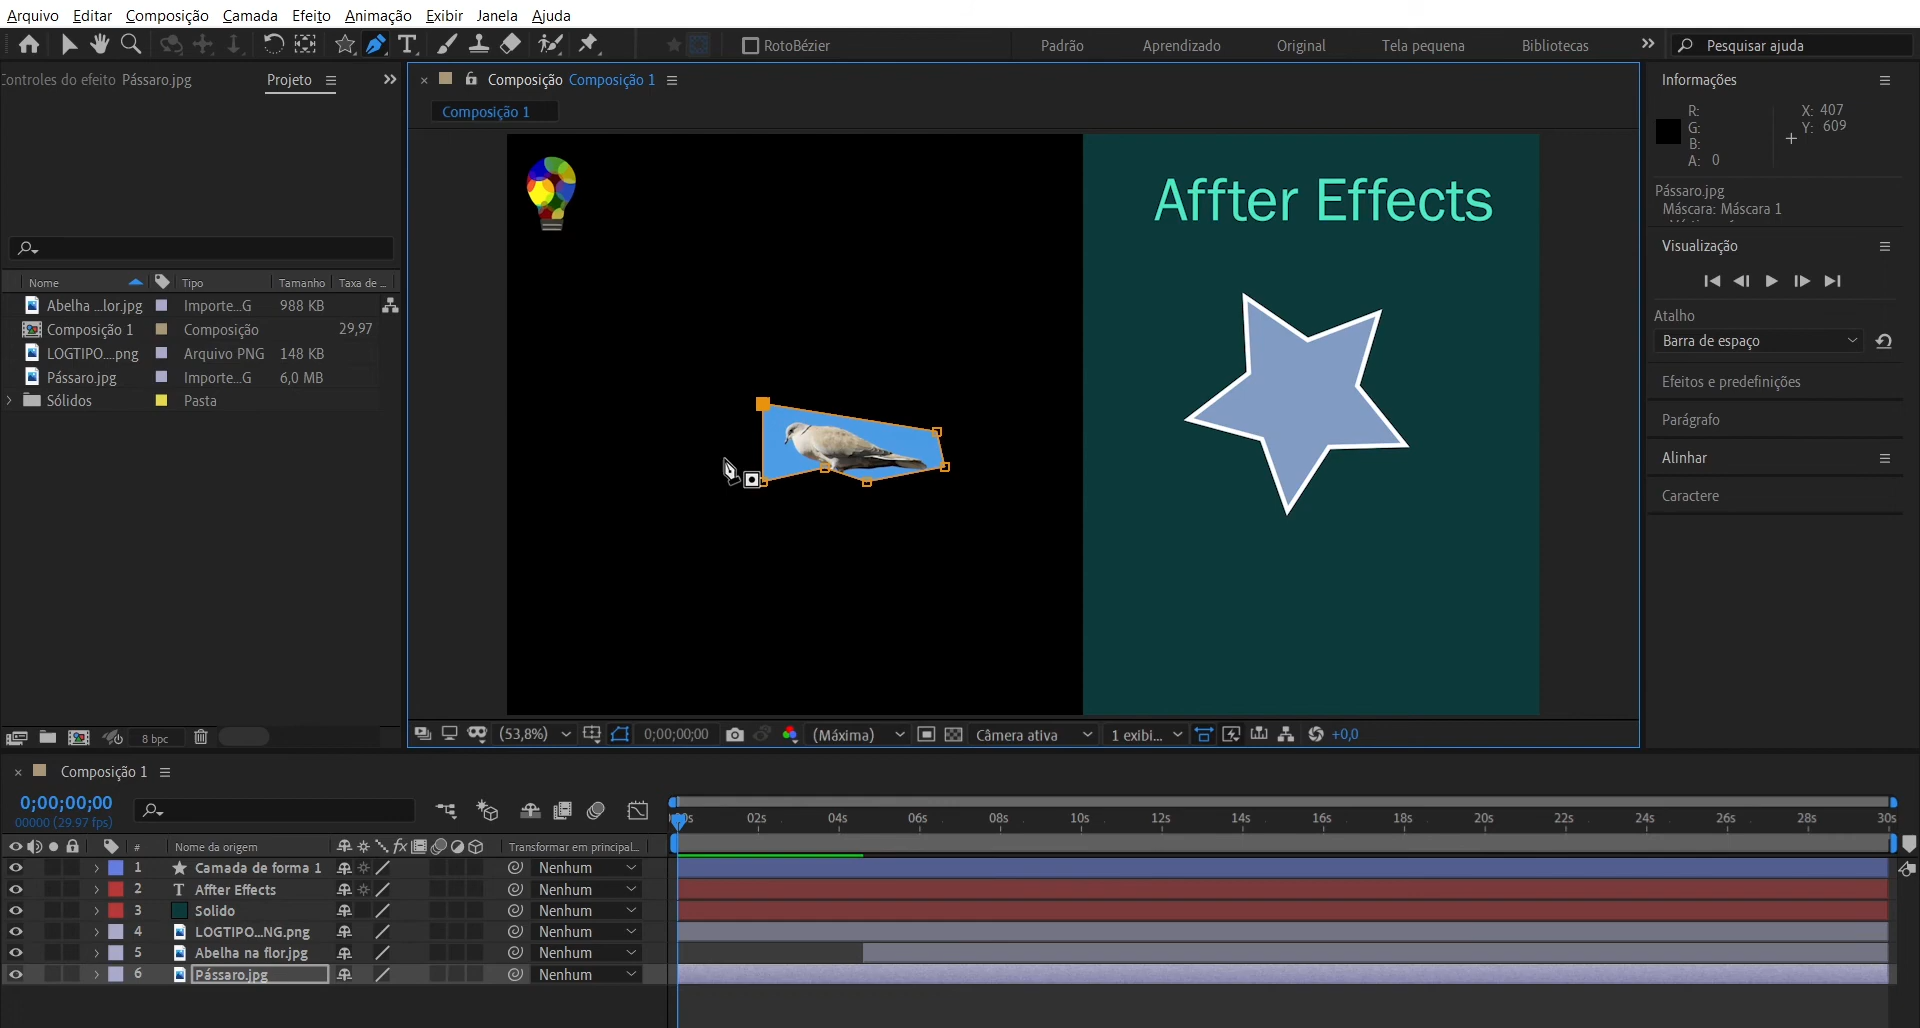 Arquivo Editar Composição Camada Efeito Animação Exibir Janela Ajuda
RotoBézier
Padrão Aprendizado Original Tela pequena Bibliotecas
Pesquisar ajuda
Controles do efeito Pássaro.jpg
Projeto
Composição Composição 1
Composição 1
Informações
R:
G:
B:
A: 0
X: 407
Y: 609
Pássaro.jpg
Máscara: Máscara 1
Affter Effects
Visualização
Atalho
Barra de espaço
Efeitos e predefinições
Parágrafo
Alinhar
Caractere
Nome Tipo Tamanho Taxa de ...
Abelha ...lor.jpg Importe...G 988 KB
Composição 1 Composição 29,97
LOGTIPO....png Arquivo PNG 148 KB
Pássaro.jpg Importe...G 6,0 MB
Sólidos Pasta
8 bpc
(53,8%) 0;00;00;00 (Máxima) Câmera ativa 1 exibi... +0,0
Composição 1
0;00;00;00
00000 (29.97 fps)
02s 04s 06s 08s 10s 12s 14s 16s 18s 20s 22s 24s 26s 28s 30s
# Nome da origem fx Transformar em principal...
1 Camada de forma 1 Nenhum
2 T Affter Effects Nenhum
3 Solido Nenhum
4 LOGTIPO...NG.png Nenhum
5 Abelha na flor.jpg Nenhum
6 Pássaro.jpg Nenhum